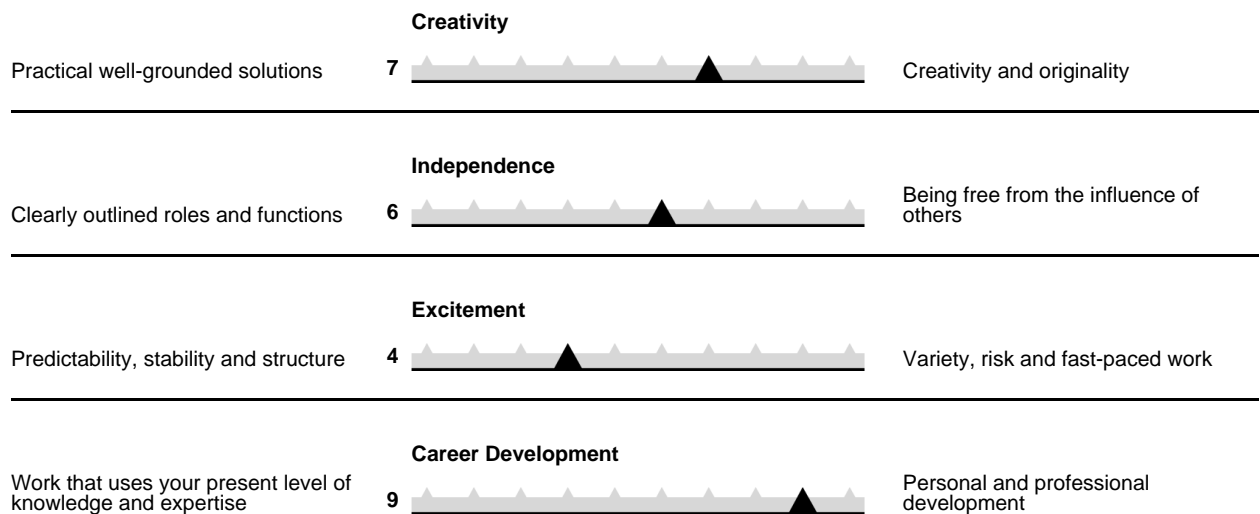 Creativity
Practical well-grounded solutions 7 Creativity and originality
Independence
Clearly outlined roles and functions 6 Being free from the influence of
others
Excitement
Predictability, stability and structure 4 Variety, risk and fast-paced work
Career Development
Work that uses your present level of
knowledge and expertise 9 Personal and professional
development